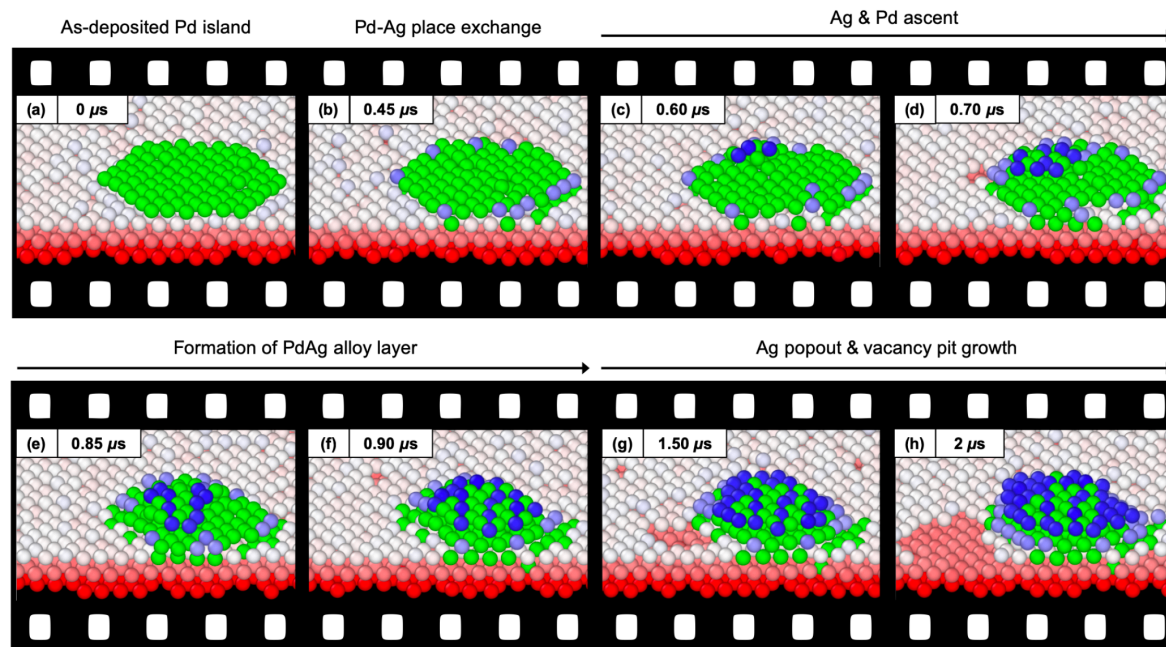 As-deposited Pd island
Pd-Ag place exchange
Ag & Pd ascent
(a) 0 µs
(b) 0.45 µs
(c) 0.60 µs
(d) 0.70 µs
Formation of PdAg alloy layer
Ag popout & vacancy pit growth
(e) 0.85 µs
(f) 0.90 µs
(g) 1.50 µs
(h) 2 µs